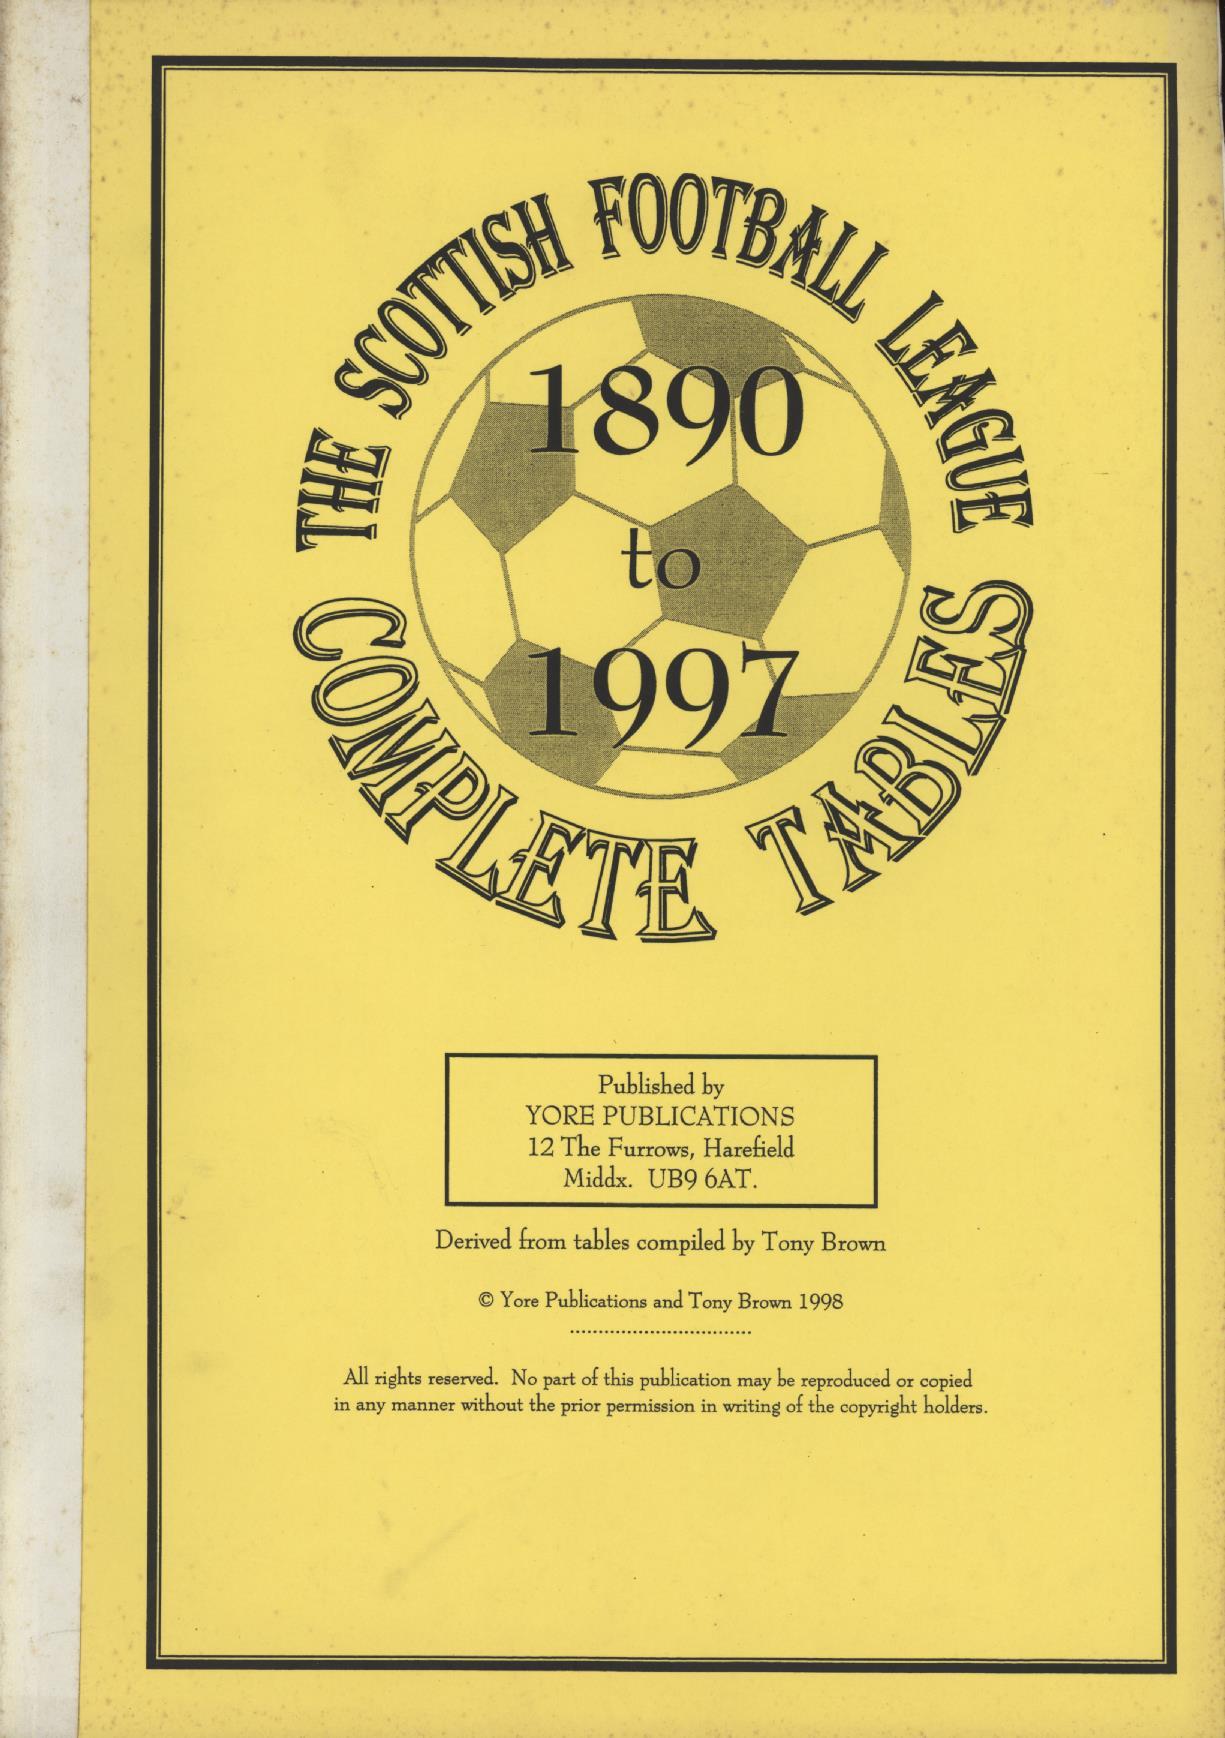 THE SCOTTISH FOOTBALL LEAGUE
1890
to
1997
COMPLETE TABLES
Published by
YORE PUBLICATIONS
12 The Furrows, Harefield
Middx. UB9 6AT.
Derived from tables compiled by Tony Brown
© Yore Publications and Tony Brown 1998
................................
All rights reserved. No part of this publication may be reproduced or copied
in any manner without the prior permission in writing of the copyright holders.